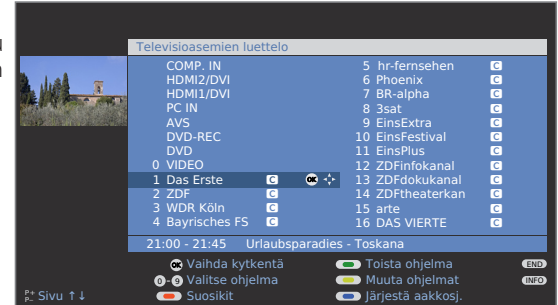 u
n
Televisioasemien luettelo
COMP. IN
HDMI2/DVI
HDMI1/DVI
PC IN
AVS
DVD-REC
DVD
0 VIDEO
1 Das Erste C OK
2 ZDF C
3 WDR Köln C
4 Bayrisches FS C
5 hr-fernsehen C
6 Phoenix C
7 BR-alpha C
8 3sat C
9 EinsExtra C
10 EinsFestival C
11 EinsPlus C
12 ZDFinfokanal C
13 ZDFdokukanal C
14 ZDFtheaterkan C
15 arte C
16 DAS VIERTE C
21:00 - 21:45 Urlaubsparadies - Toskana
OK Vaihda kytkentä
0 - 9 Valitse ohjelma
P+ P– Sivu ↑↓
Suosikit
Toista ohjelma
Muuta ohjelmat
Järjestä aakkosj.
END
INFO